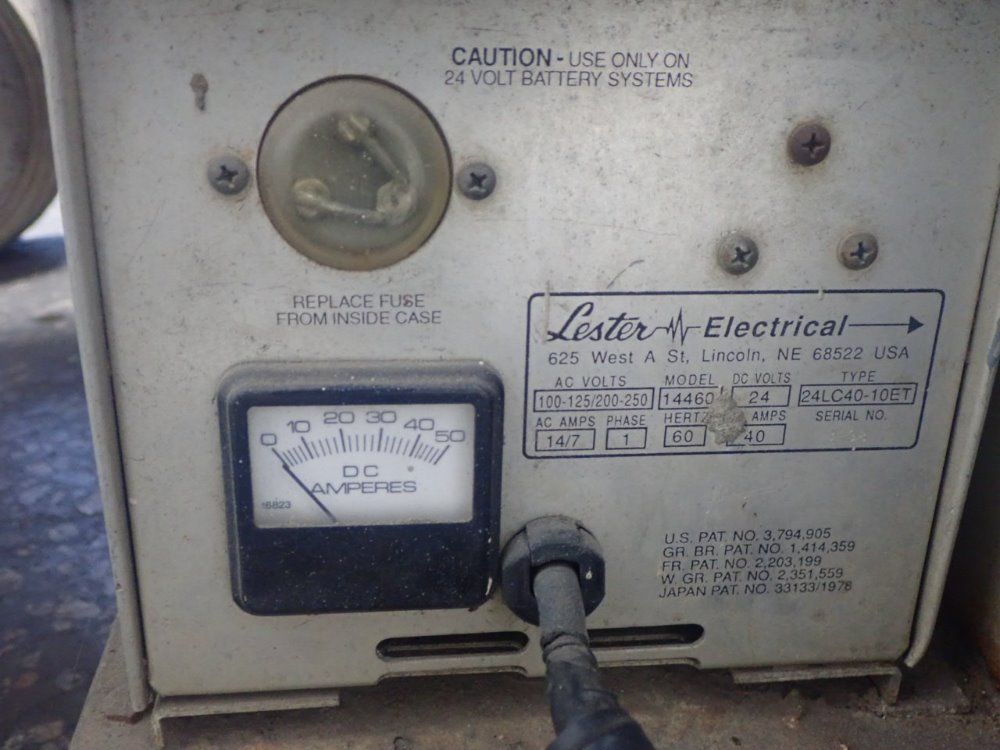 CAUTION - USE ONLY ON
24 VOLT BATTERY SYSTEMS
REPLACE FUSE
FROM INSIDE CASE
Lester Electrical
625 West A St, Lincoln, NE 68522 USA
AC VOLTS MODEL DC VOLTS TYPE
100-125/200-250 14460 24 24LC40-10ET
AC AMPS PHASE HERTZ AMPS SERIAL NO.
14/7 1 60 40
0 10 20 30 40 50
DC
AMPERES
16823
U.S. PAT NO. 3,794,905
GR. BR. PAT NO. 1,414,359
FR. PAT NO. 2,203,199
W. GR. PAT NO. 2,351,559
JAPAN PAT. NO. 33133/1978